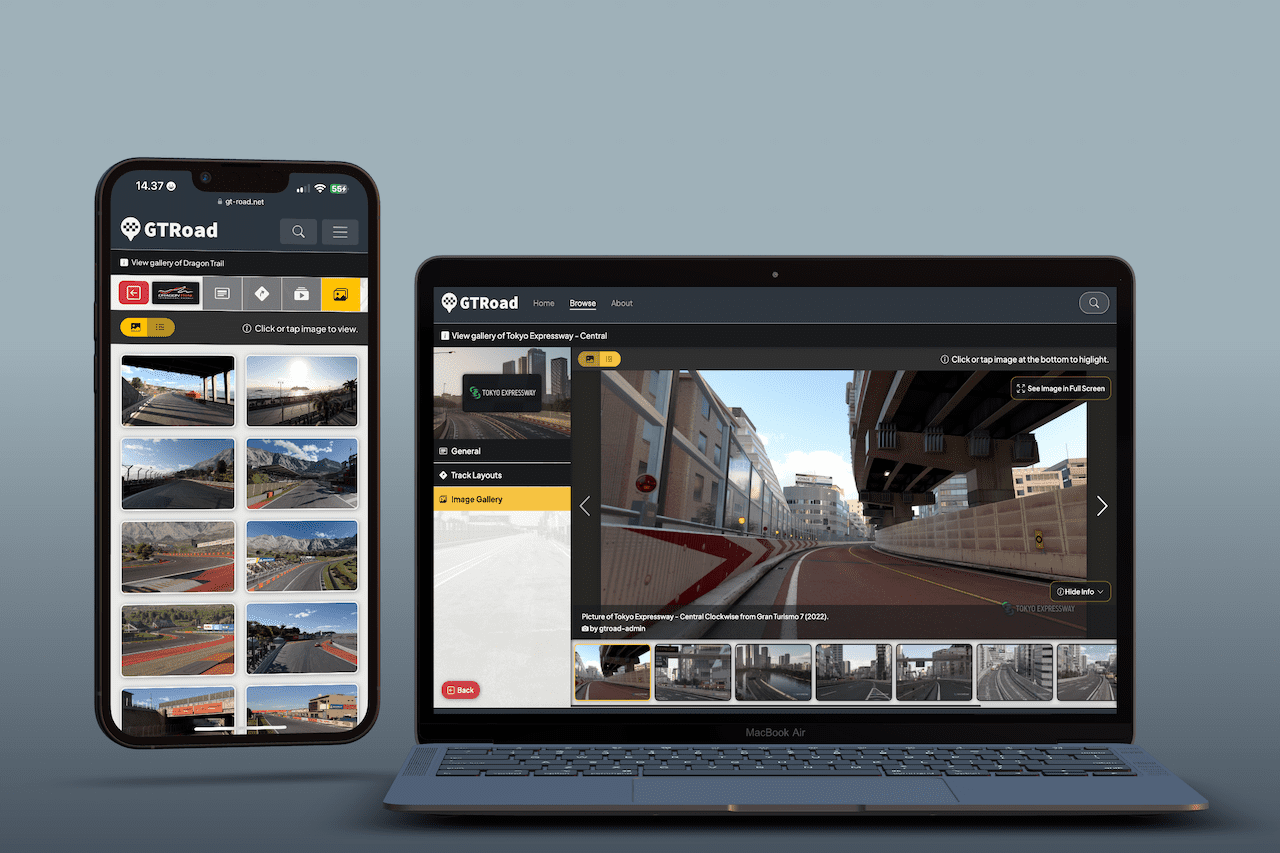 14.37
55
gt-road.net
GTRoad
View gallery of Dragon Trail
DRAGON TRAIL
Click or tap image to view.
GTRoad
Home
Browse
About
View gallery of Tokyo Expressway - Central
TOKYO EXPRESSWAY
Click or tap image at the bottom to higlight.
See Image in Full Screen
General
Track Layouts
Image Gallery
Hide Info
TOKYO EXPRESSWAY
Picture of Tokyo Expressway - Central Clockwise from Gran Turismo 7 (2022).
by gtroad-admin
Back
MacBook Air